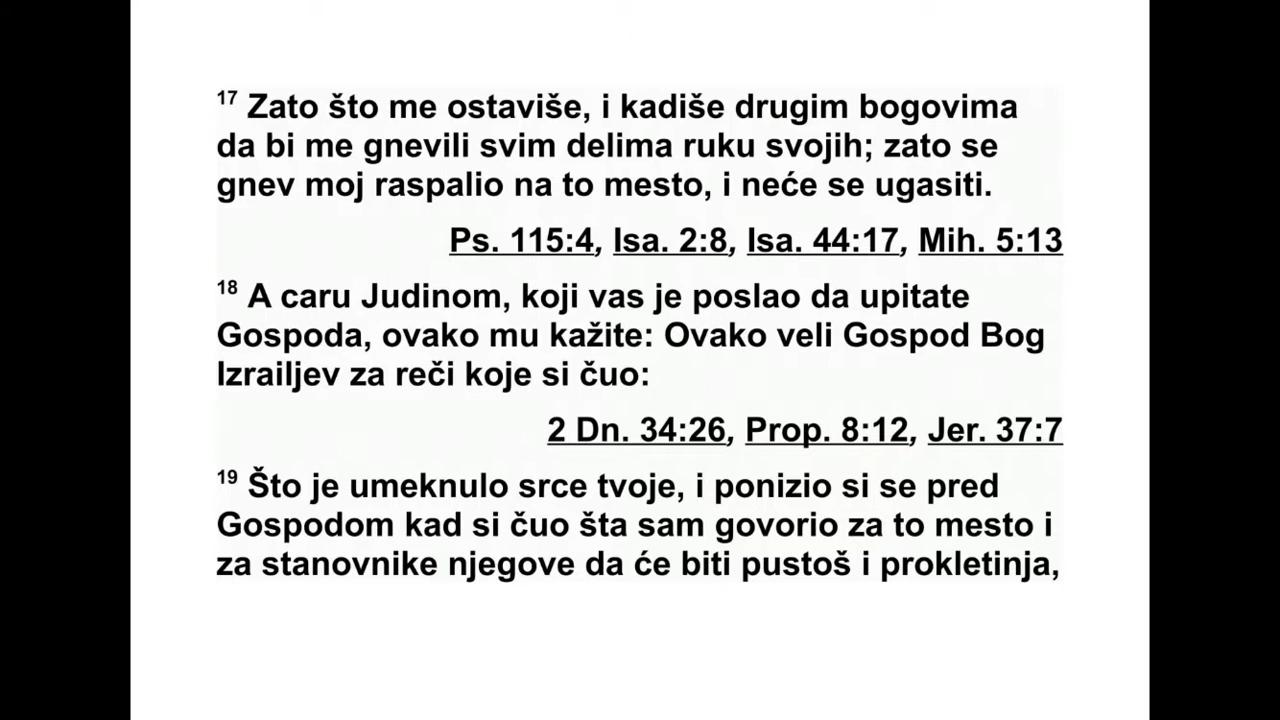 17 Zato što me ostaviše, i kadiše drugim bogovima
da bi me gnevili svim delima ruku svojih; zato se
gnev moj raspalio na to mesto, i neće se ugasiti.
Ps. 115:4, Isa. 2:8, Isa. 44:17, Mih. 5:13
18 A caru Judinom, koji vas je poslao da upitate
Gospoda, ovako mu kažite: Ovako veli Gospod Bog
Izrailjev za reči koje si čuo:
2 Dn. 34:26, Prop. 8:12, Jer. 37:7
19 Što je umeknulo srce tvoje, i ponizio si se pred
Gospodom kad si čuo šta sam govorio za to mesto i
za stanovnike njegove da će biti pustoš i prokletinja,